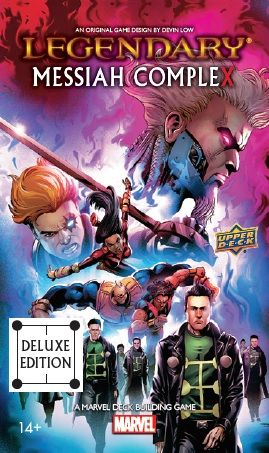 AN ORIGINAL GAME DESIGN BY DEVIN LOW
LEGENDARY®
MESSIAH COMPLEX
UPPER
DECK
DELUXE
EDITION
A MARVEL DECK BUILDING GAME
14+
MARVEL